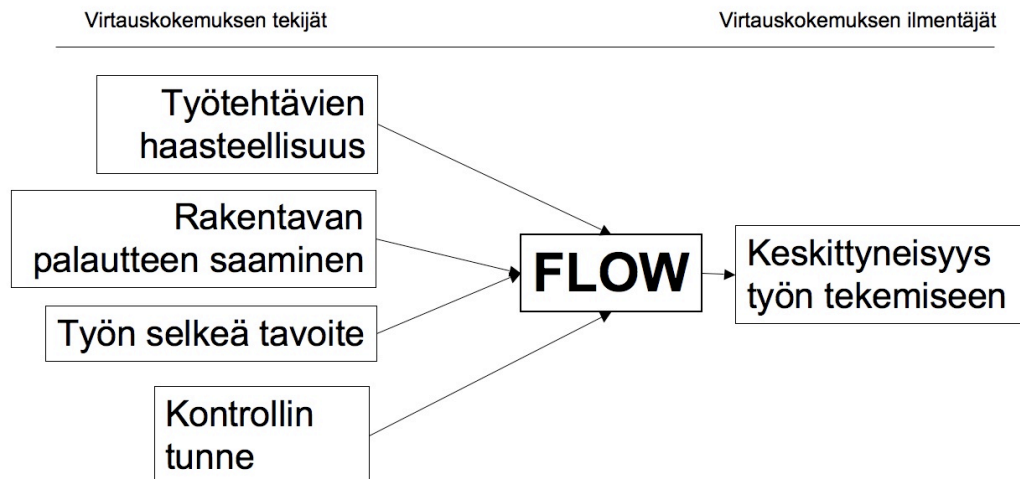 Virtauskokemuksen tekijät
Virtauskokemuksen ilmentäjät
Työtehtävien
haasteellisuus
Rakentavan
palautteen saaminen
Työn selkeä tavoite
Kontrollin
tunne
FLOW
Keskittyneisyys
työn tekemiseen